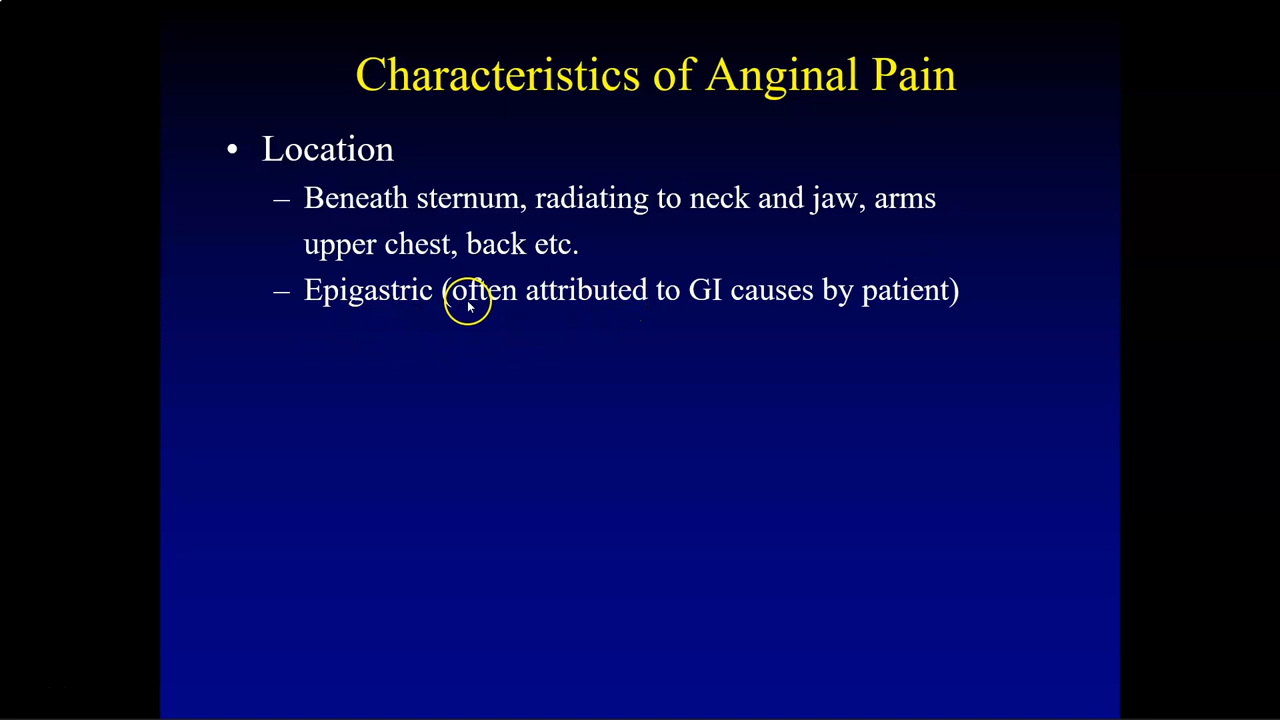 Characteristics of Anginal Pain
• Location
– Beneath sternum, radiating to neck and jaw, arms
upper chest, back etc.
– Epigastric (often attributed to GI causes by patient)